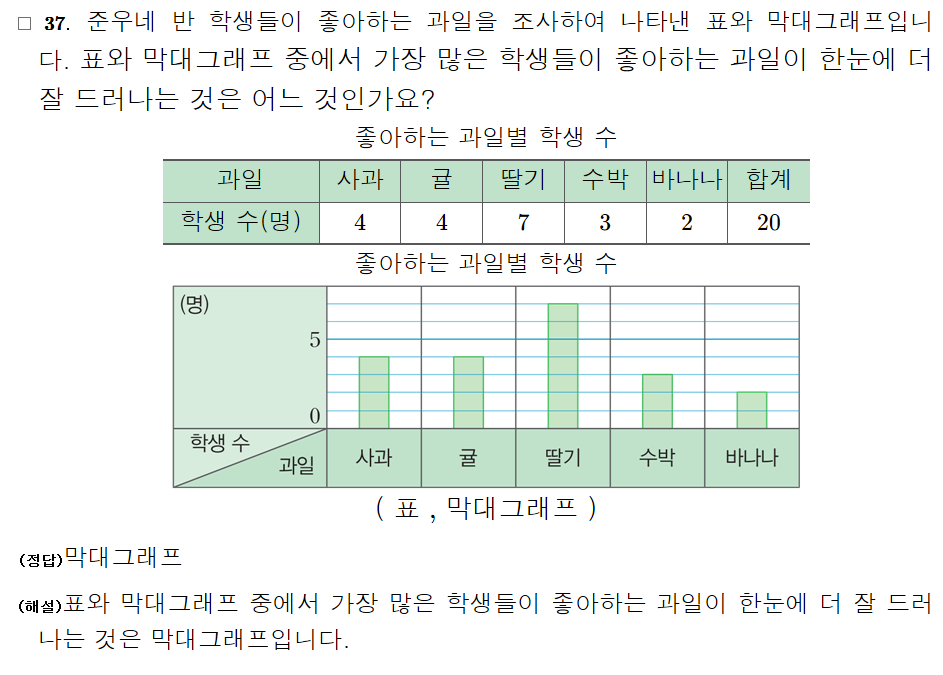 □ 37. 준우네 반 학생들이 좋아하는 과일을 조사하여 나타낸 표와 막대그래프입니
다. 표와 막대그래프 중에서 가장 많은 학생들이 좋아하는 과일이 한눈에 더
잘 드러나는 것은 어느 것인가요?
좋아하는 과일별 학생 수
과일 사과 귤 딸기 수박 바나나 합계
학생 수(명) 4 4 7 3 2 20
좋아하는 과일별 학생 수
(명)
5
0
학생 수
과일 사과 귤 딸기 수박 바나나
( 표 , 막대그래프 )
(정답)막대그래프
(해설)표와 막대그래프 중에서 가장 많은 학생들이 좋아하는 과일이 한눈에 더 잘 드러
나는 것은 막대그래프입니다.